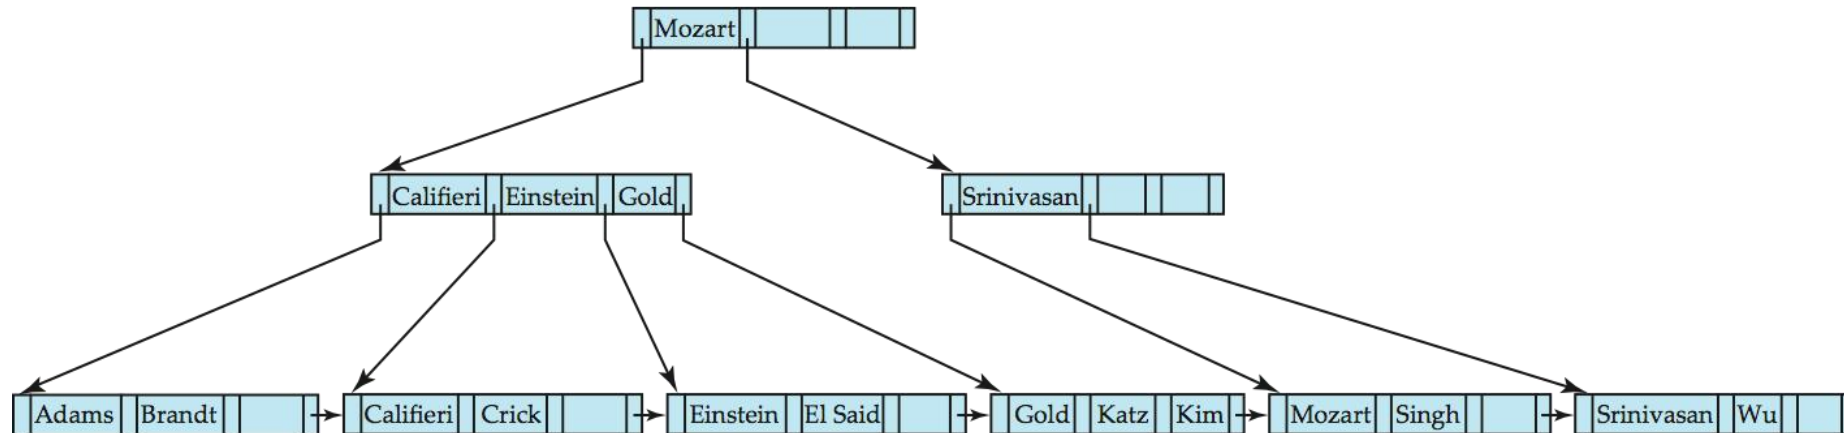 Mozart
Califieri Einstein Gold Srinivasan
Adams Brandt Califieri Crick Einstein El Said Gold Katz Kim Mozart Singh Srinivasan Wu